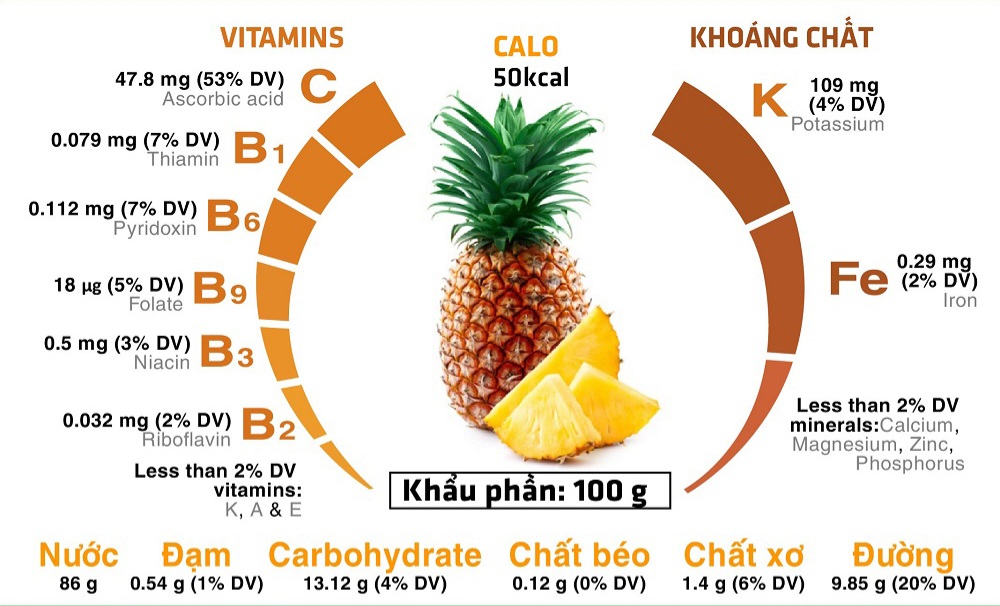 VITAMINS
CALO
50kcal
KHOÁNG CHẤT
47.8 mg (53% DV)
Ascorbic acid
C
0.079 mg (7% DV)
Thiamin
B1
0.112 mg (7% DV)
Pyridoxin
B6
18 µg (5% DV)
Folate
B9
0.5 mg (3% DV)
Niacin
B3
0.032 mg (2% DV)
Riboflavin
B2
Less than 2% DV
vitamins:
K, A & E
K
109 mg
(4% DV)
Potassium
Fe
0.29 mg
(2% DV)
Iron
Less than 2% DV
minerals:Calcium,
Magnesium, Zinc,
Phosphorus
Khẩu phần: 100 g
Nước
86 g
Đạm
0.54 g (1% DV)
Carbohydrate
13.12 g (4% DV)
Chất béo
0.12 g (0% DV)
Chất xơ
1.4 g (6% DV)
Đường
9.85 g (20% DV)